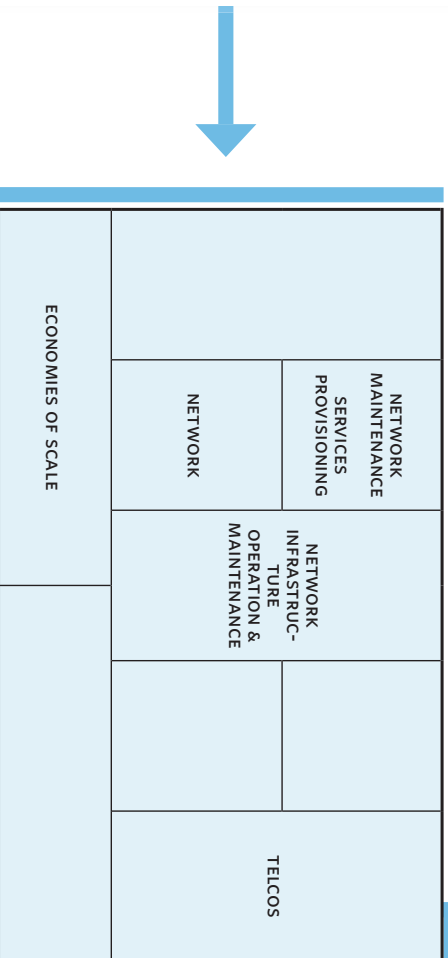 NETWORK
MAINTENANCE
SERVICES
PROVISIONING
NETWORK
NETWORK
INFRASTRUC-
TURE
OPERATION &
MAINTENANCE
TELCOS
ECONOMIES OF SCALE